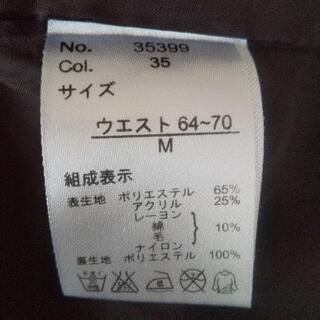 No. 35399
Col. 35
サイズ
ウエスト 64~70
M
組成表示
表生地 ポリエステル 65%
アクリル 25%
レーヨン
綿 10%
毛
ナイロン
裏生地 ポリエステル 100%